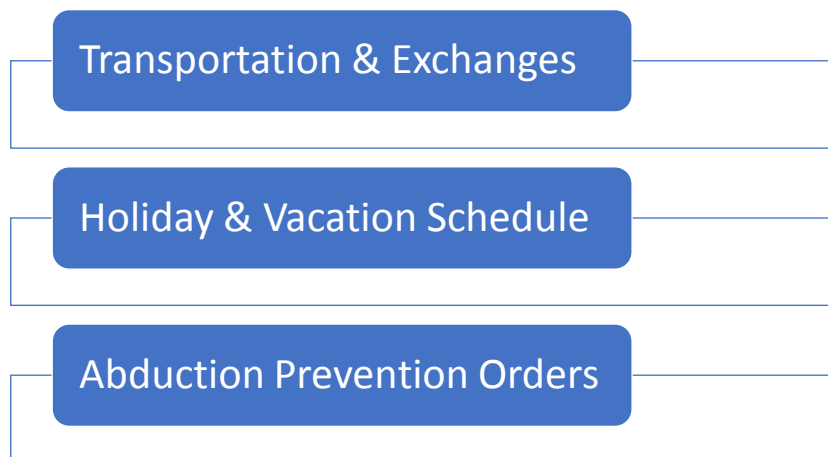 Transportation & Exchanges
Holiday & Vacation Schedule
Abduction Prevention Orders